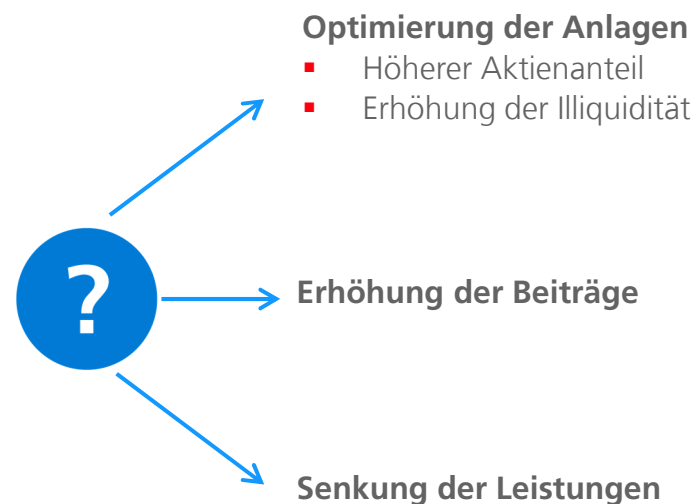 Optimierung der Anlagen
▪ Höherer Aktienanteil
▪ Erhöhung der Illiquidität
?
Erhöhung der Beiträge
Senkung der Leistungen